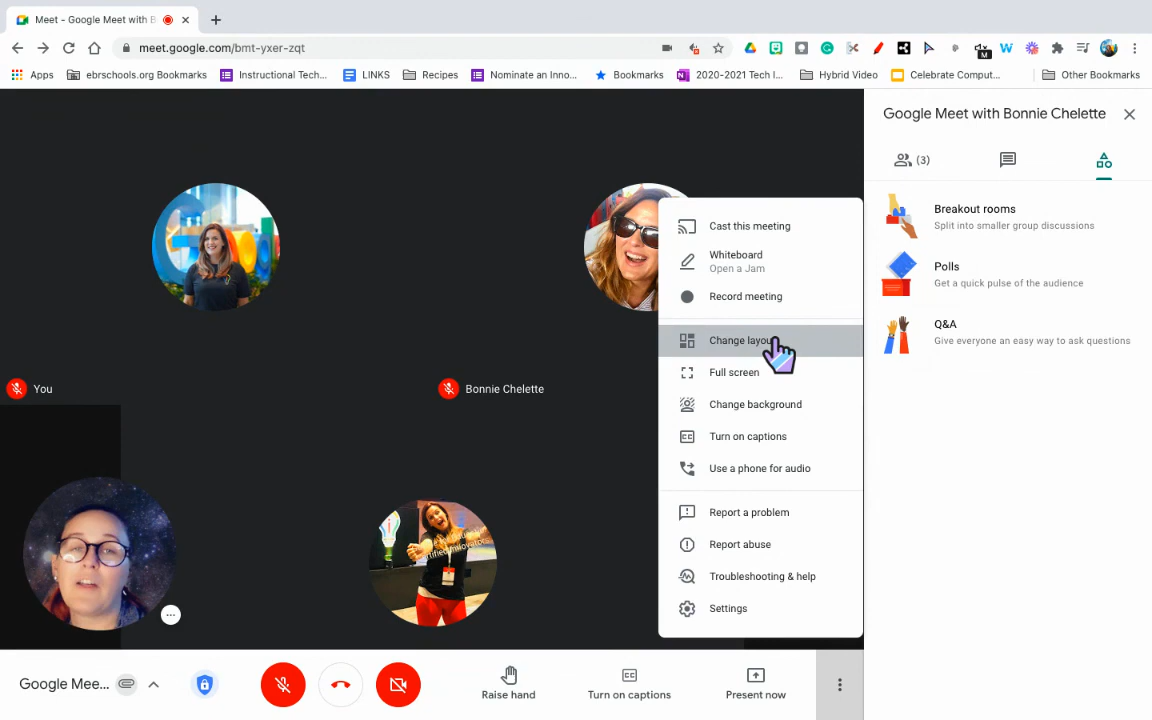 Meet - Google Meet with B
meet.google.com/bmt-yxer-zqt
M
Apps
ebrschools.org Bookmarks
Instructional Tech...
LINKS
Recipes
Nominate an Inno...
Bookmarks
2020-2021 Tech I...
Hybrid Video
Celebrate Comput...
Other Bookmarks
Google Meet with Bonnie Chelette
(3)
Breakout rooms
Split into smaller group discussions
Polls
Get a quick pulse of the audience
Q&A
Give everyone an easy way to ask questions
Cast this meeting
Whiteboard
Open a Jam
Record meeting
Change layou
Full screen
Change background
Turn on captions
Use a phone for audio
Report a problem
Report abuse
Troubleshooting & help
Settings
You
Bonnie Chelette
Google Mee...
Raise hand
Turn on captions
Present now